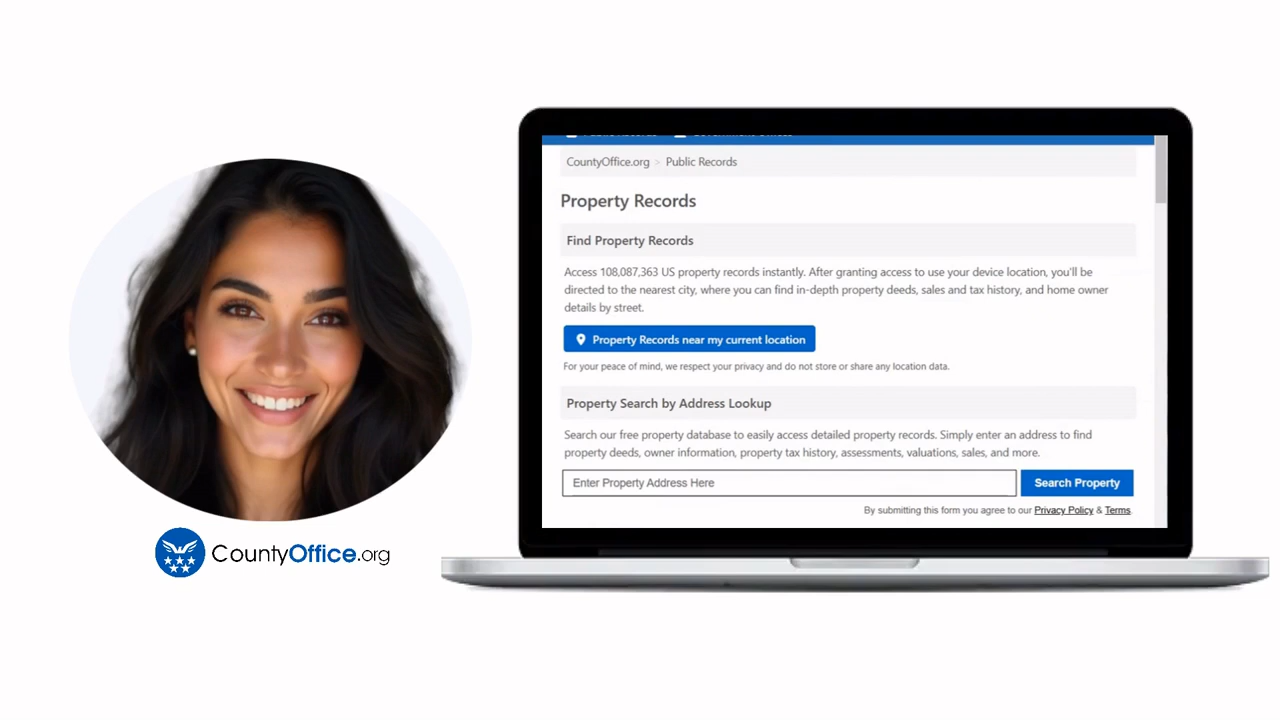 CountyOffice.org > Public Records
Property Records
Find Property Records
Access 108,087,363 US property records instantly. After granting access to use your device location, you'll be
directed to the nearest city, where you can find in-depth property deeds, sales and tax history, and home owner
details by street.
Property Records near my current location
For your peace of mind, we respect your privacy and do not store or share any location data.
Property Search by Address Lookup
Search our free property database to easily access detailed property records. Simply enter an address to find
property deeds, owner information, property tax history, assessments, valuations, sales, and more.
Enter Property Address Here
Search Property
By submitting this form you agree to our Privacy Policy & Terms.
CountyOffice.org